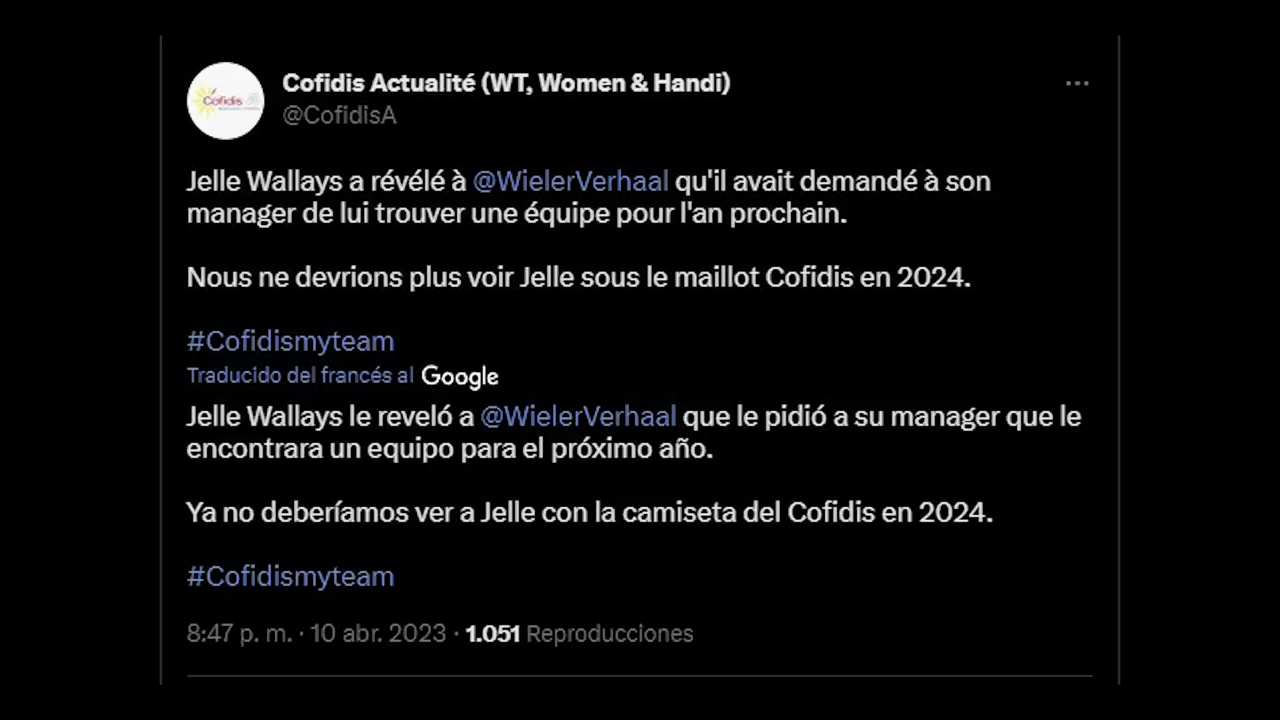 Cofidis
Cofidis Actualité (WT, Women & Handi)
@CofidisA
Jelle Wallays a révélé à @WielerVerhaal qu'il avait demandé à son
manager de lui trouver une équipe pour l'an prochain.
Nous ne devrions plus voir Jelle sous le maillot Cofidis en 2024.
#Cofidismyteam
Traducido del francés al Google
Jelle Wallays le reveló a @WielerVerhaal que le pidió a su manager que le
encontrara un equipo para el próximo año.
Ya no deberíamos ver a Jelle con la camiseta del Cofidis en 2024.
#Cofidismyteam
8:47 p. m. · 10 abr. 2023 · 1.051 Reproducciones